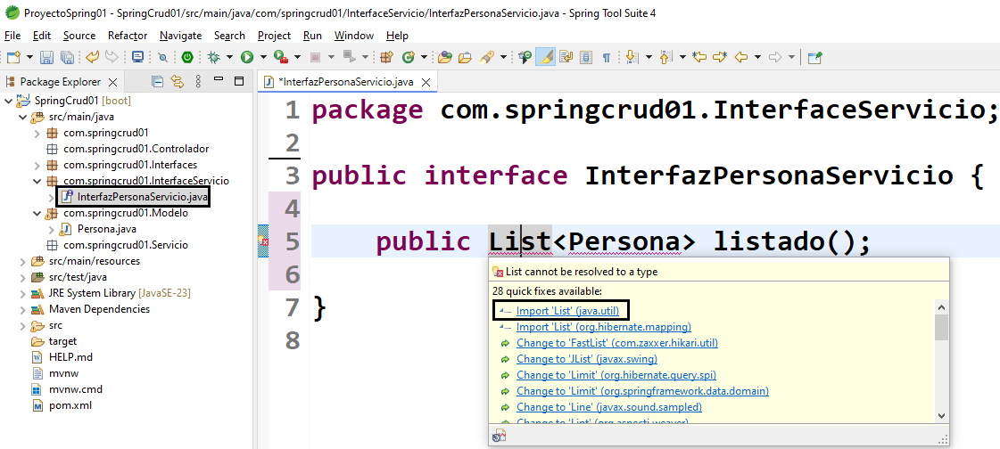 ProyectoSpring01 - SpringCrud01/src/main/java/com/springcrud01/InterfaceServicio/InterfazPersonaServicio.java - Spring Tool Suite 4
File Edit Source Refactor Navigate Search Project Run Window Help
Package Explorer
SpringCrud01 [boot]
src/main/java
com.springcrud01
com.springcrud01.Controlador
com.springcrud01.Interfaces
com.springcrud01.InterfaceServicio
InterfazPersonaServicio.java
com.springcrud01.Modelo
Persona.java
com.springcrud01.Servicio
src/main/resources
src/test/java
JRE System Library [JavaSE-23]
Maven Dependencies
src
target
HELP.md
mvnw
mvnw.cmd
pom.xml
*InterfazPersonaServicio.java
1 package com.springcrud01.InterfaceServicio;
2
3 public interface InterfazPersonaServicio {
4
5 public List<Persona> listado();
6
7 }
8
List cannot be resolved to a type
28 quick fixes available:
Import 'List' (java.util)
Import 'List' (org.hibernate.mapping)
Change to 'FastList' (com.zaxxer.hikari.util)
Change to 'JList' (javax.swing)
Change to 'Limit' (org.hibernate.query.spi)
Change to 'Limit' (org.springframework.data.domain)
Change to 'Line' (javax.sound.sampled)
Change to 'Lint' (org.aspectj.weaver)